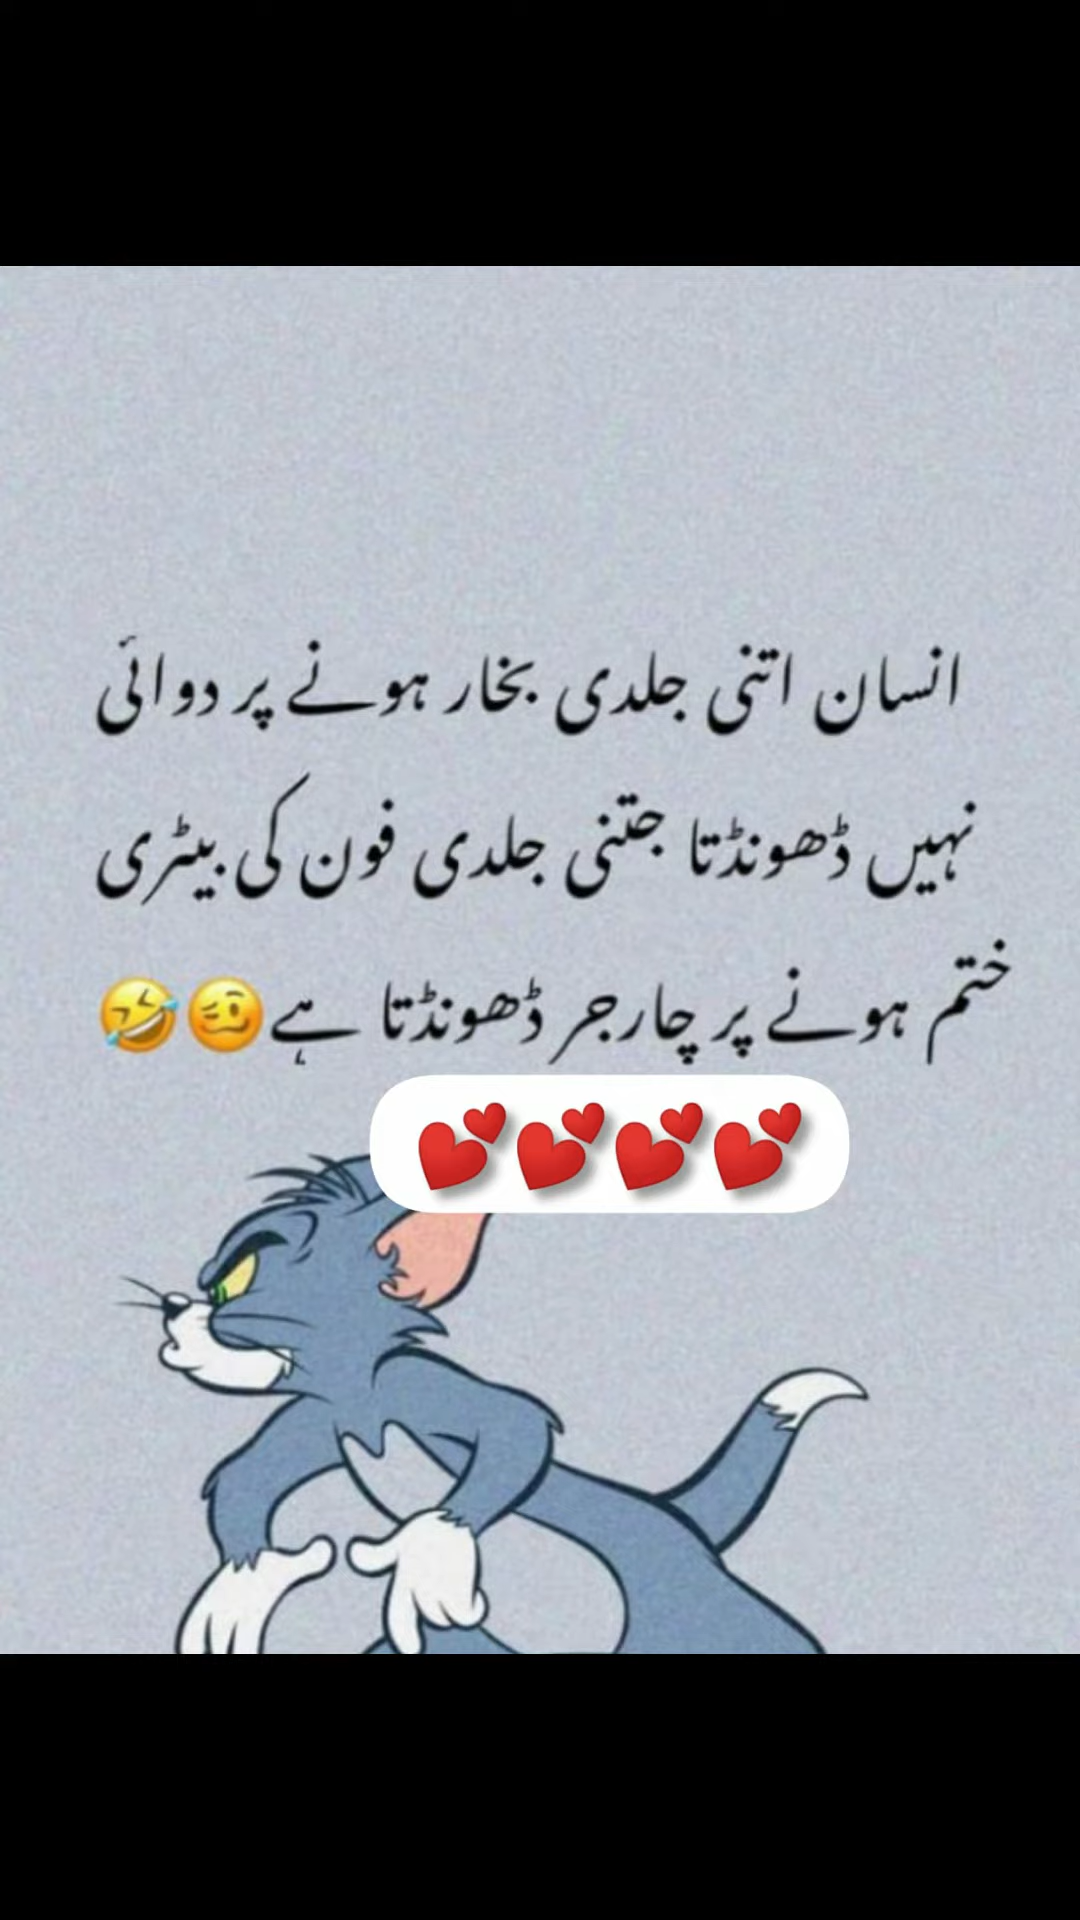 انسان اتنی جلدی بخار ہونے پر دوائی
نہیں ڈھونڈتا جتنی جلدی فون کی بیٹری
ختم ہونے پر چارجر ڈھونڈتا ہے🥴🤣
💕💕💕💕